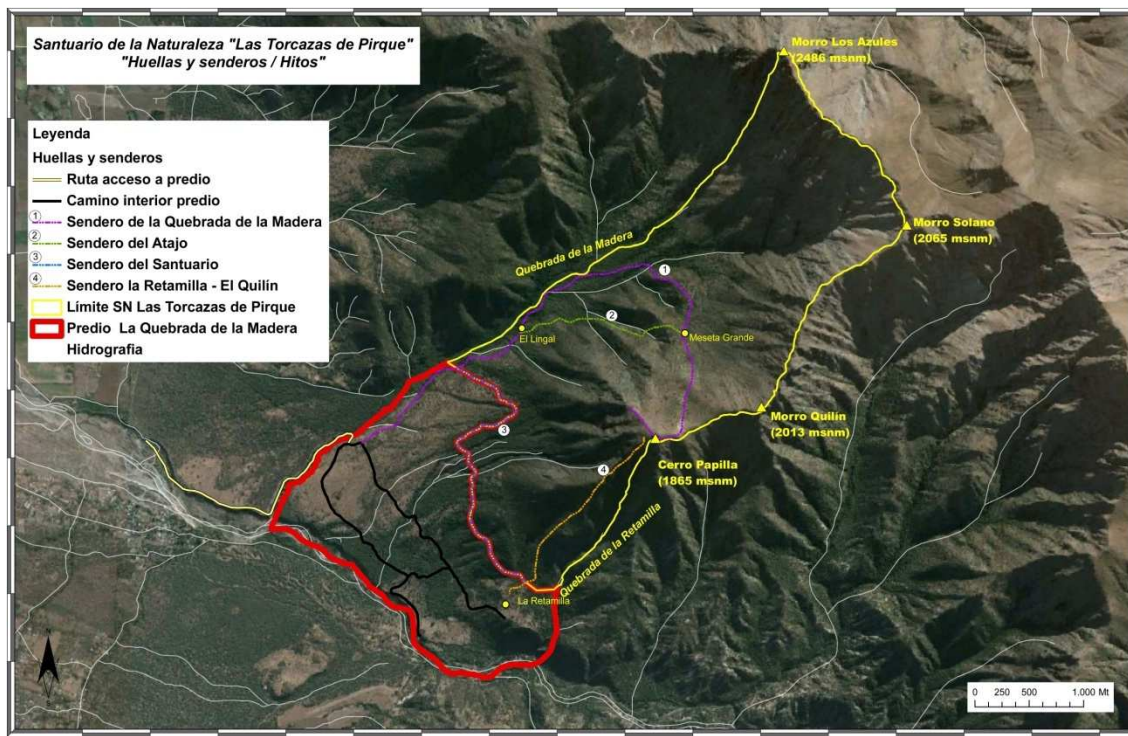 Santuario de la Naturaleza "Las Torcazas de Pirque"
"Huellas y senderos / Hitos"
Leyenda
Huellas y senderos
Ruta acceso a predio
Camino interior predio
1 Sendero de la Quebrada de la Madera
2 Sendero del Atajo
3 Sendero del Santuario
4 Sendero la Retamilla - El Quilín
Límite SN Las Torcazas de Pirque
Predio La Quebrada de la Madera
Hidrografia
Morro Los Azules
(2486 msnm)
Morro Solano
(2065 msnm)
Quebrada de la Madera
1
2
El Lingal
Meseta Grande
Morro Quilín
(2013 msnm)
3
4
Cerro Papilla
(1865 msnm)
Quebrada de la Retamilla
La Retamilla
N
0 250 500 1.000 Mt